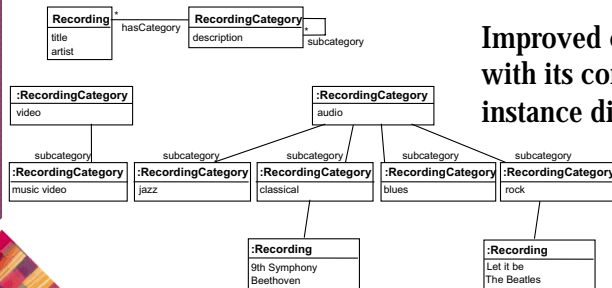 Recording
title
artist
*
hasCategory
RecordingCategory
description
*
subcategory
Improved
with its
instance
:RecordingCategory
video
:RecordingCategory
audio
subcategory
subcategory
subcategory
subcategory
subcategory
:RecordingCategory
music video
:RecordingCategory
jazz
:RecordingCategory
classical
:RecordingCategory
blues
:RecordingCategory
rock
:Recording
9th Symphony
Beethoven
:Recording
Let it be
The Beatles